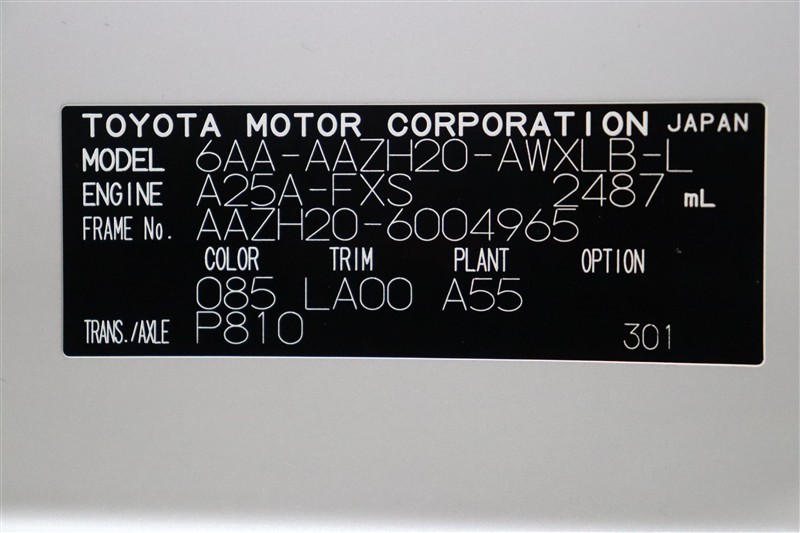 TOYOTA MOTOR CORPORATION JAPAN
MODEL 6AA-AAZH20-AWXLB-L
ENGINE A25A-FXS 2487 mL
FRAME No. AAZH20-6004965
COLOR TRIM PLANT OPTION
085 LA00 A55
TRANS./AXLE P810 301